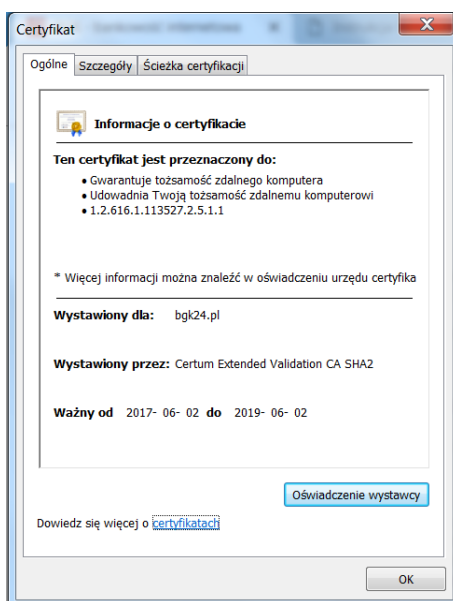 Certyfikat
Ogólne Szczegóły Ścieżka certyfikacji
Informacje o certyfikacie
Ten certyfikat jest przeznaczony do:
• Gwarantuje tożsamość zdalnego komputera
• Udowadnia Twoją tożsamość zdalnemu komputerowi
• 1.2.616.1.113527.2.5.1.1
* Więcej informacji można znaleźć w oświadczeniu urzędu certyfika
Wystawiony dla: bgk24.pl
Wystawiony przez: Certum Extended Validation CA SHA2
Ważny od 2017- 06- 02 do 2019- 06- 02
Oświadczenie wystawcy
Dowiedz się więcej o certyfikatach
OK